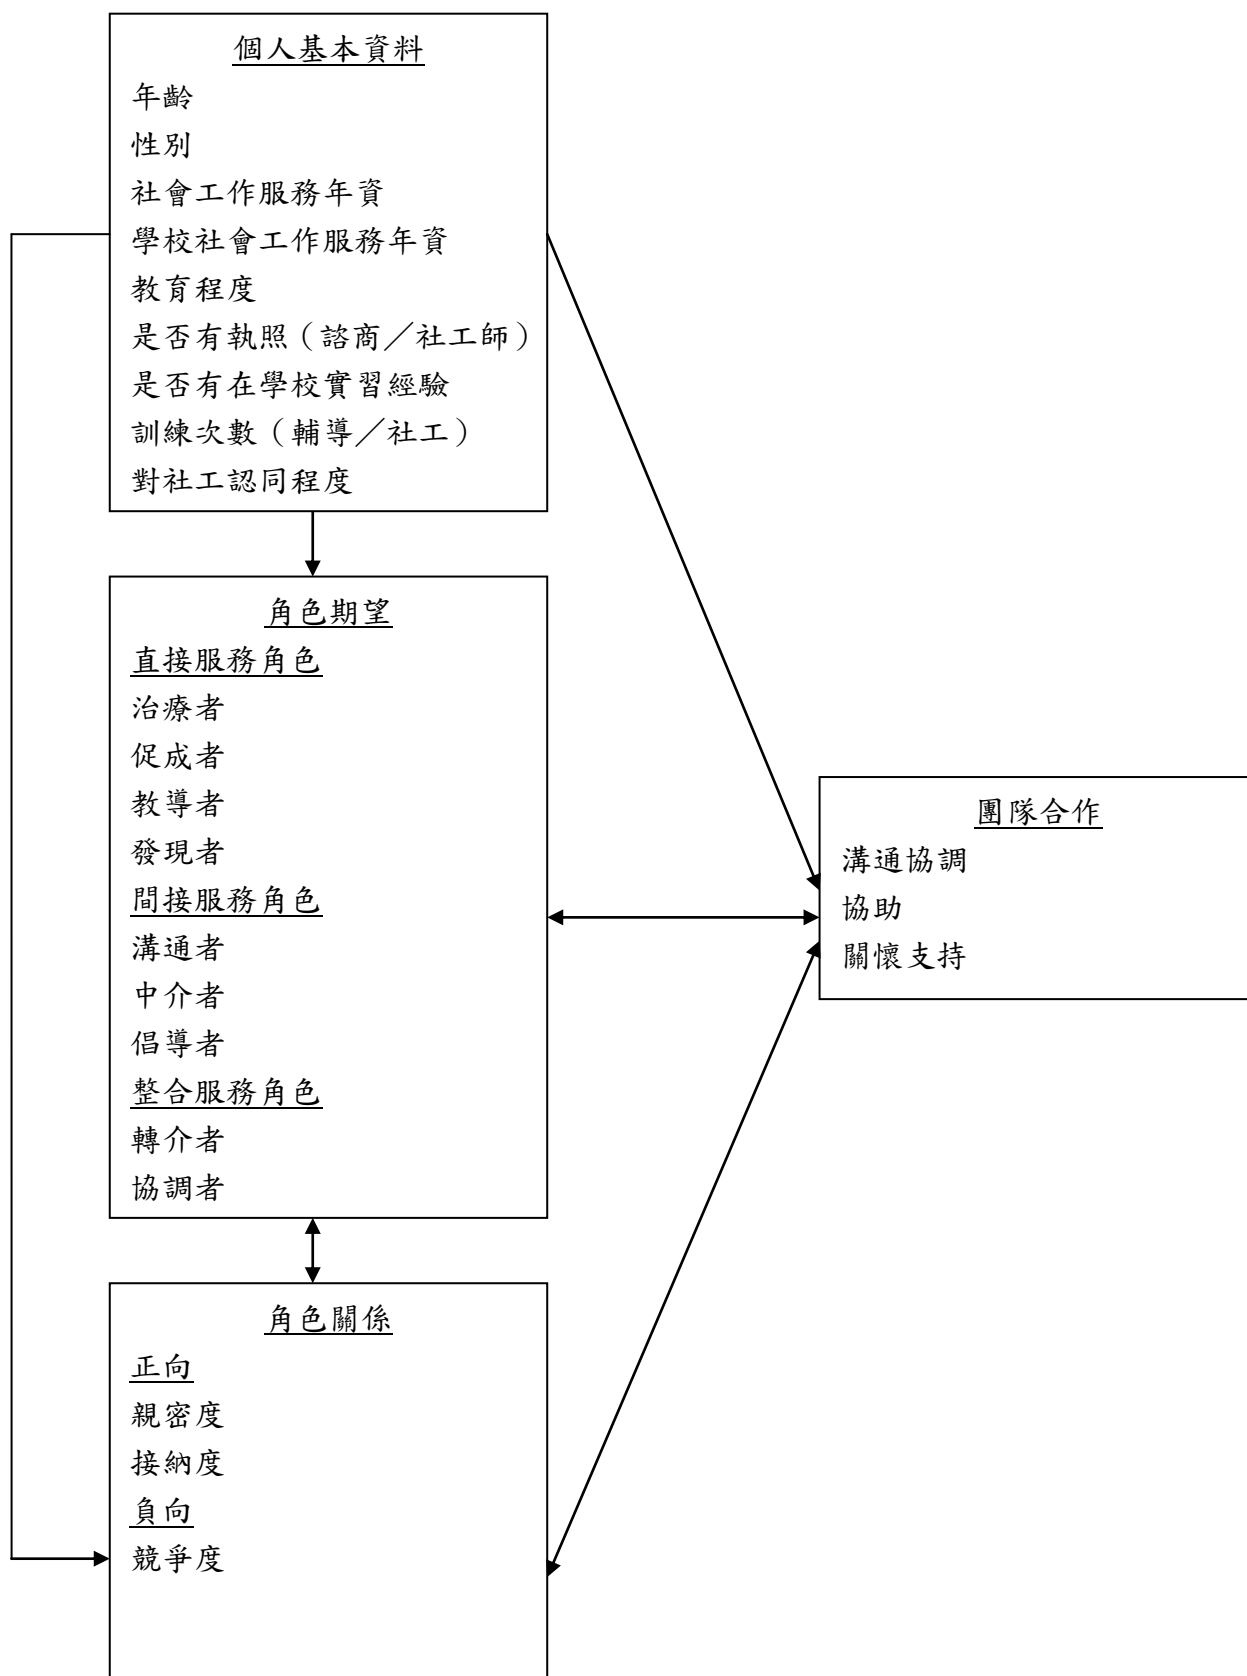 個人基本資料
年齡
性別
社會工作服務年資
學校社會工作服務年資
教育程度
是否有執照（諮商／社工師）
是否有在學校實習經驗
訓練次數（輔導／社工）
對社工認同程度
角色期望
直接服務角色
治療者
促成者
教導者
發現者
間接服務角色
溝通者
中介者
倡導者
整合服務角色
轉介者
協調者
團隊合作
溝通協調
協助
關懷支持
角色關係
正向
親密度
接納度
負向
競爭度